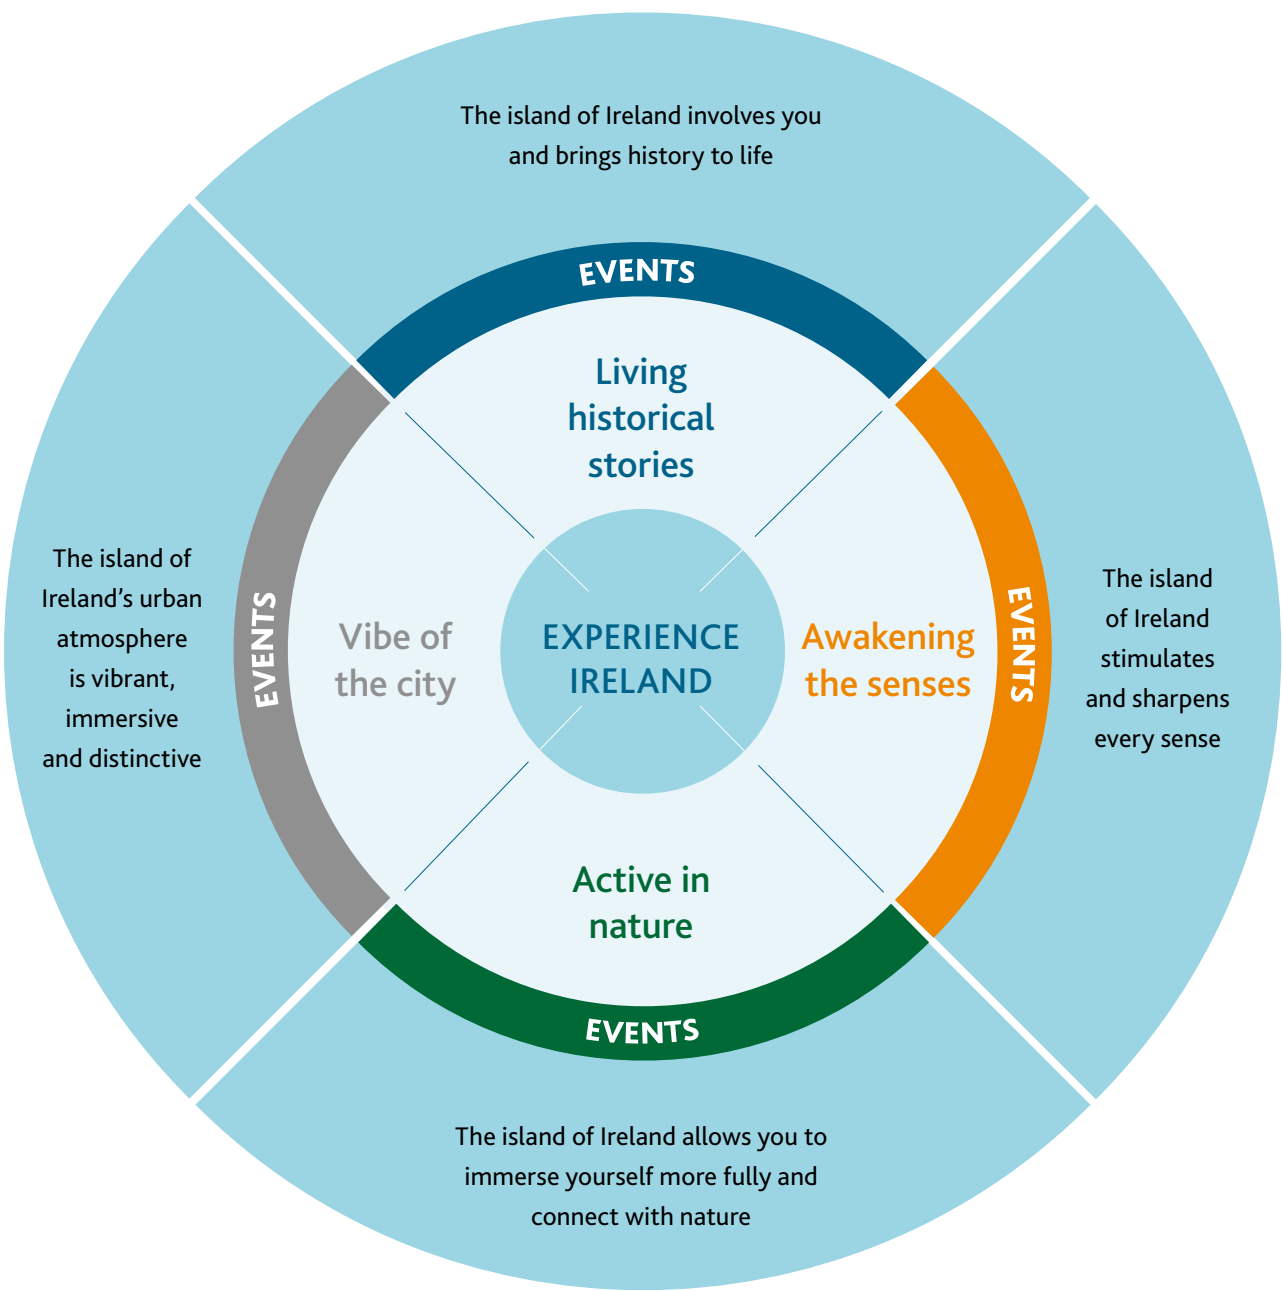 The island of Ireland involves you
and brings history to life
EVENTS
Living
historical
stories
The island of
Ireland’s urban
atmosphere
is vibrant,
immersive
and distinctive
EVENTS
Vibe of
the city
EXPERIENCE
IRELAND
Awakening
the senses
EVENTS
The island
of Ireland
stimulates
and sharpens
every sense
Active in
nature
EVENTS
The island of Ireland allows you to
immerse yourself more fully and
connect with nature